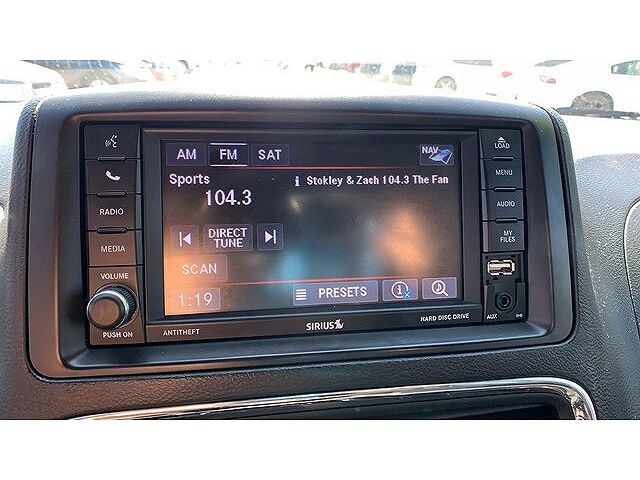 AM FM SAT NAV
Sports
i Stokley & Zach 104.3 The Fan
104.3
DIRECT
TUNE
SCAN
1:19
PRESETS
RADIO
MEDIA
VOLUME
PUSH ON
ANTITHEFT
SIRIUS
HARD DISC DRIVE
LOAD
MENU
AUDIO
MY
FILES
AUX